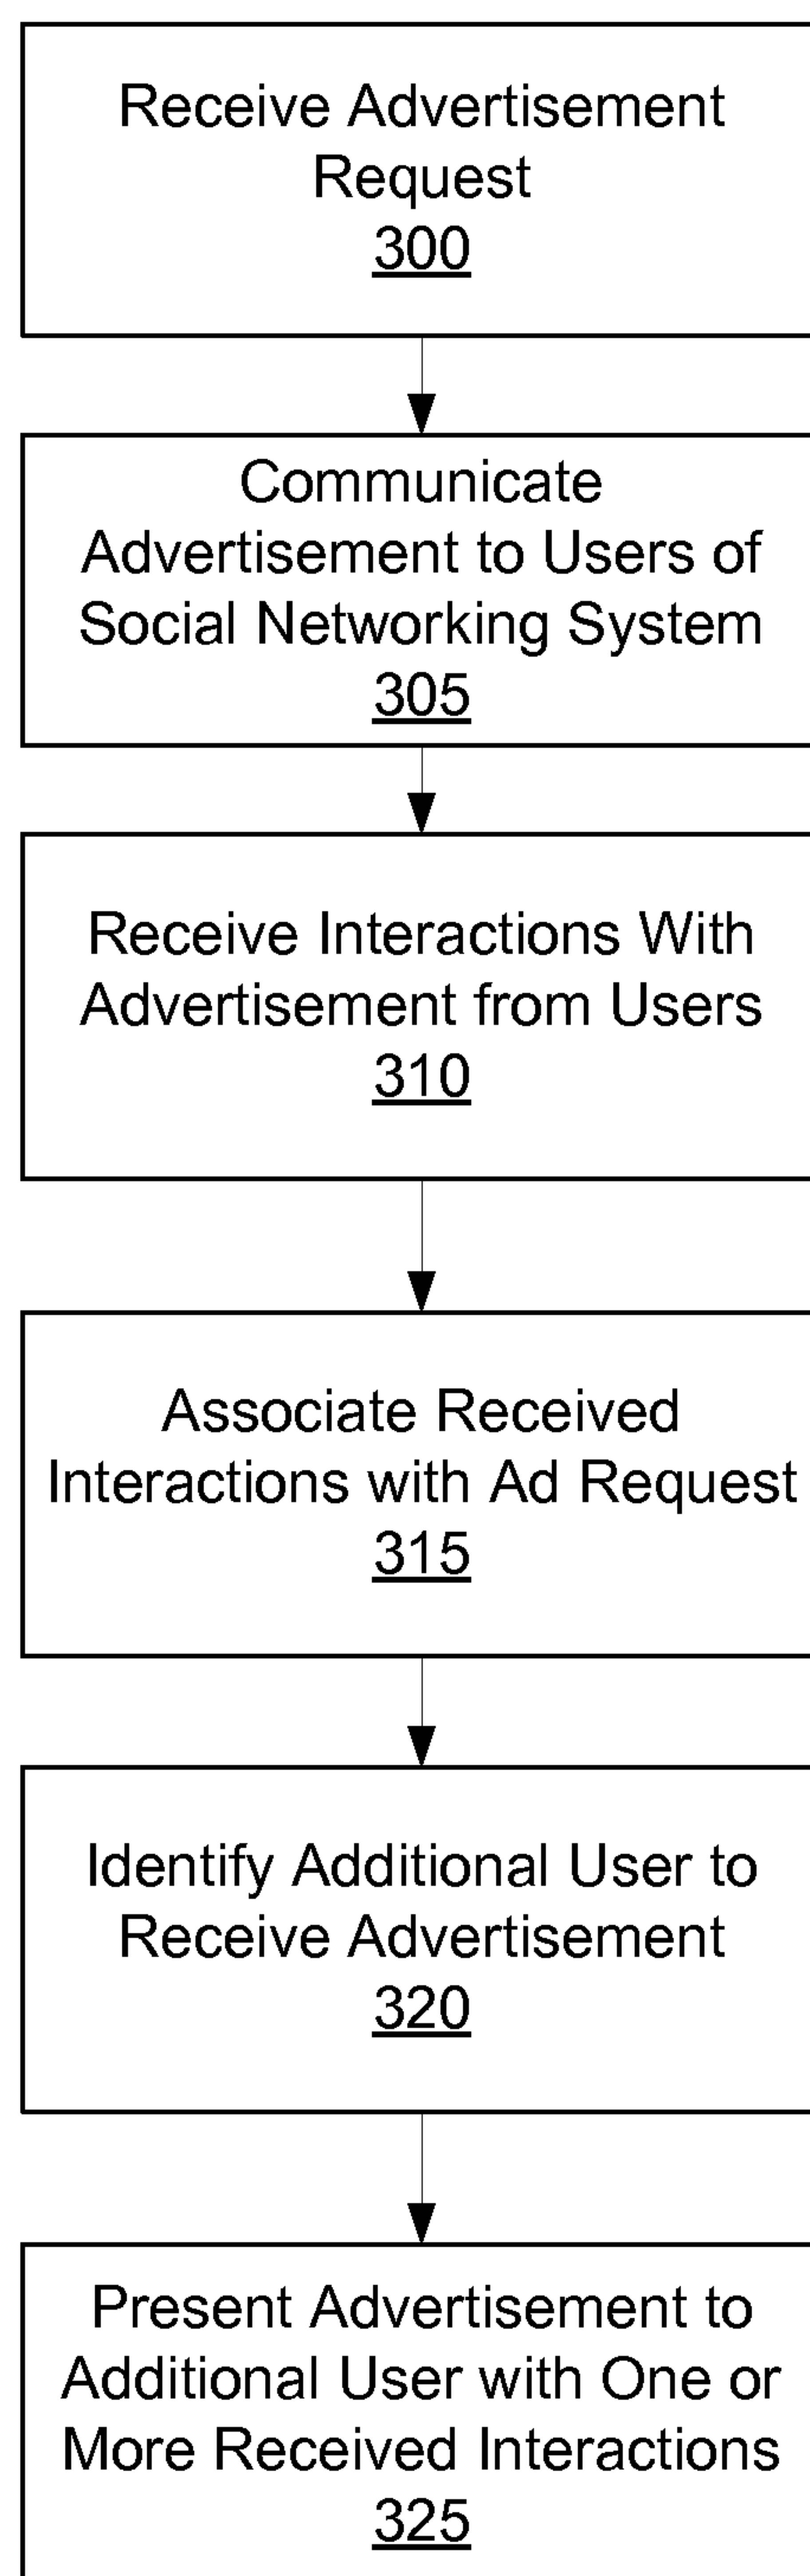 Receive Advertisement
Request
300
Communicate
Advertisement to Users of
Social Networking System
305
Receive Interactions With
Advertisement from Users
310
Associate Received
Interactions with Ad Request
315
Identify Additional User to
Receive Advertisement
320
Present Advertisement to
Additional User with One or
More Received Interactions
325